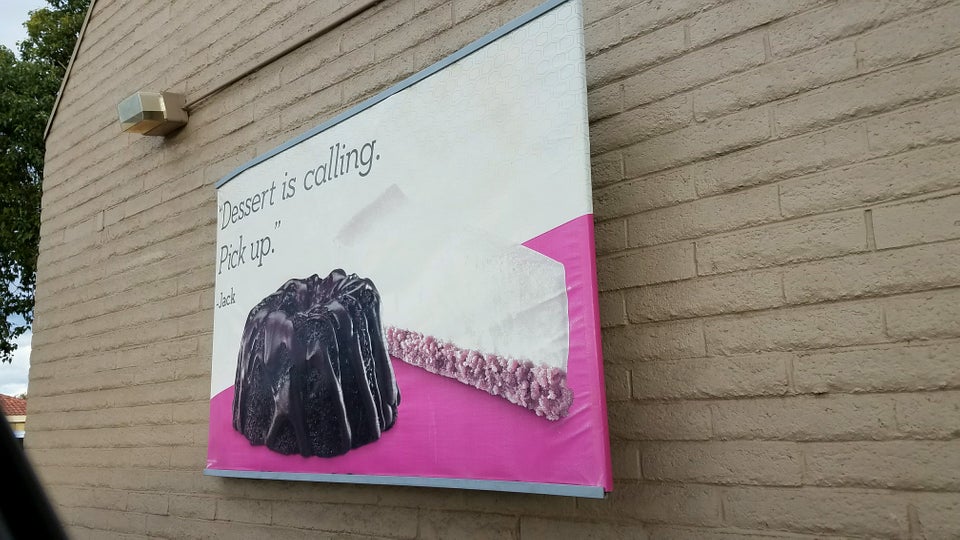 "Dessert is calling.
Pick up."
-Jack